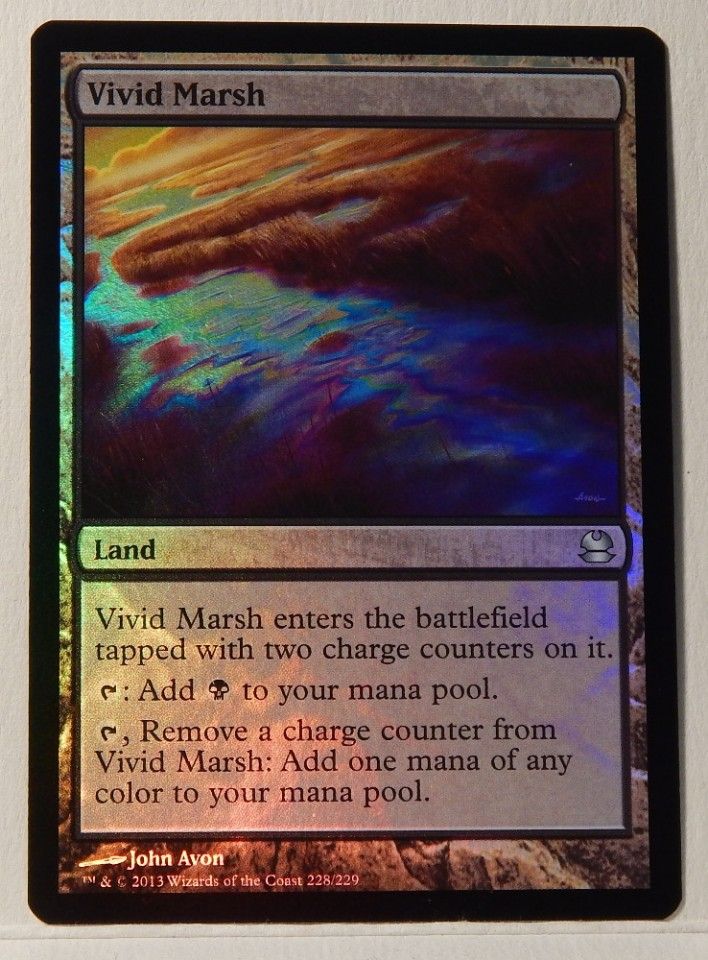 Vivid Marsh
Avon
Land
Vivid Marsh enters the battlefield
tapped with two charge counters on it.
: Add to your mana pool.
, Remove a charge counter from
Vivid Marsh: Add one mana of any
color to your mana pool.
John Avon
™ & © 2013 Wizards of the Coast 228/229